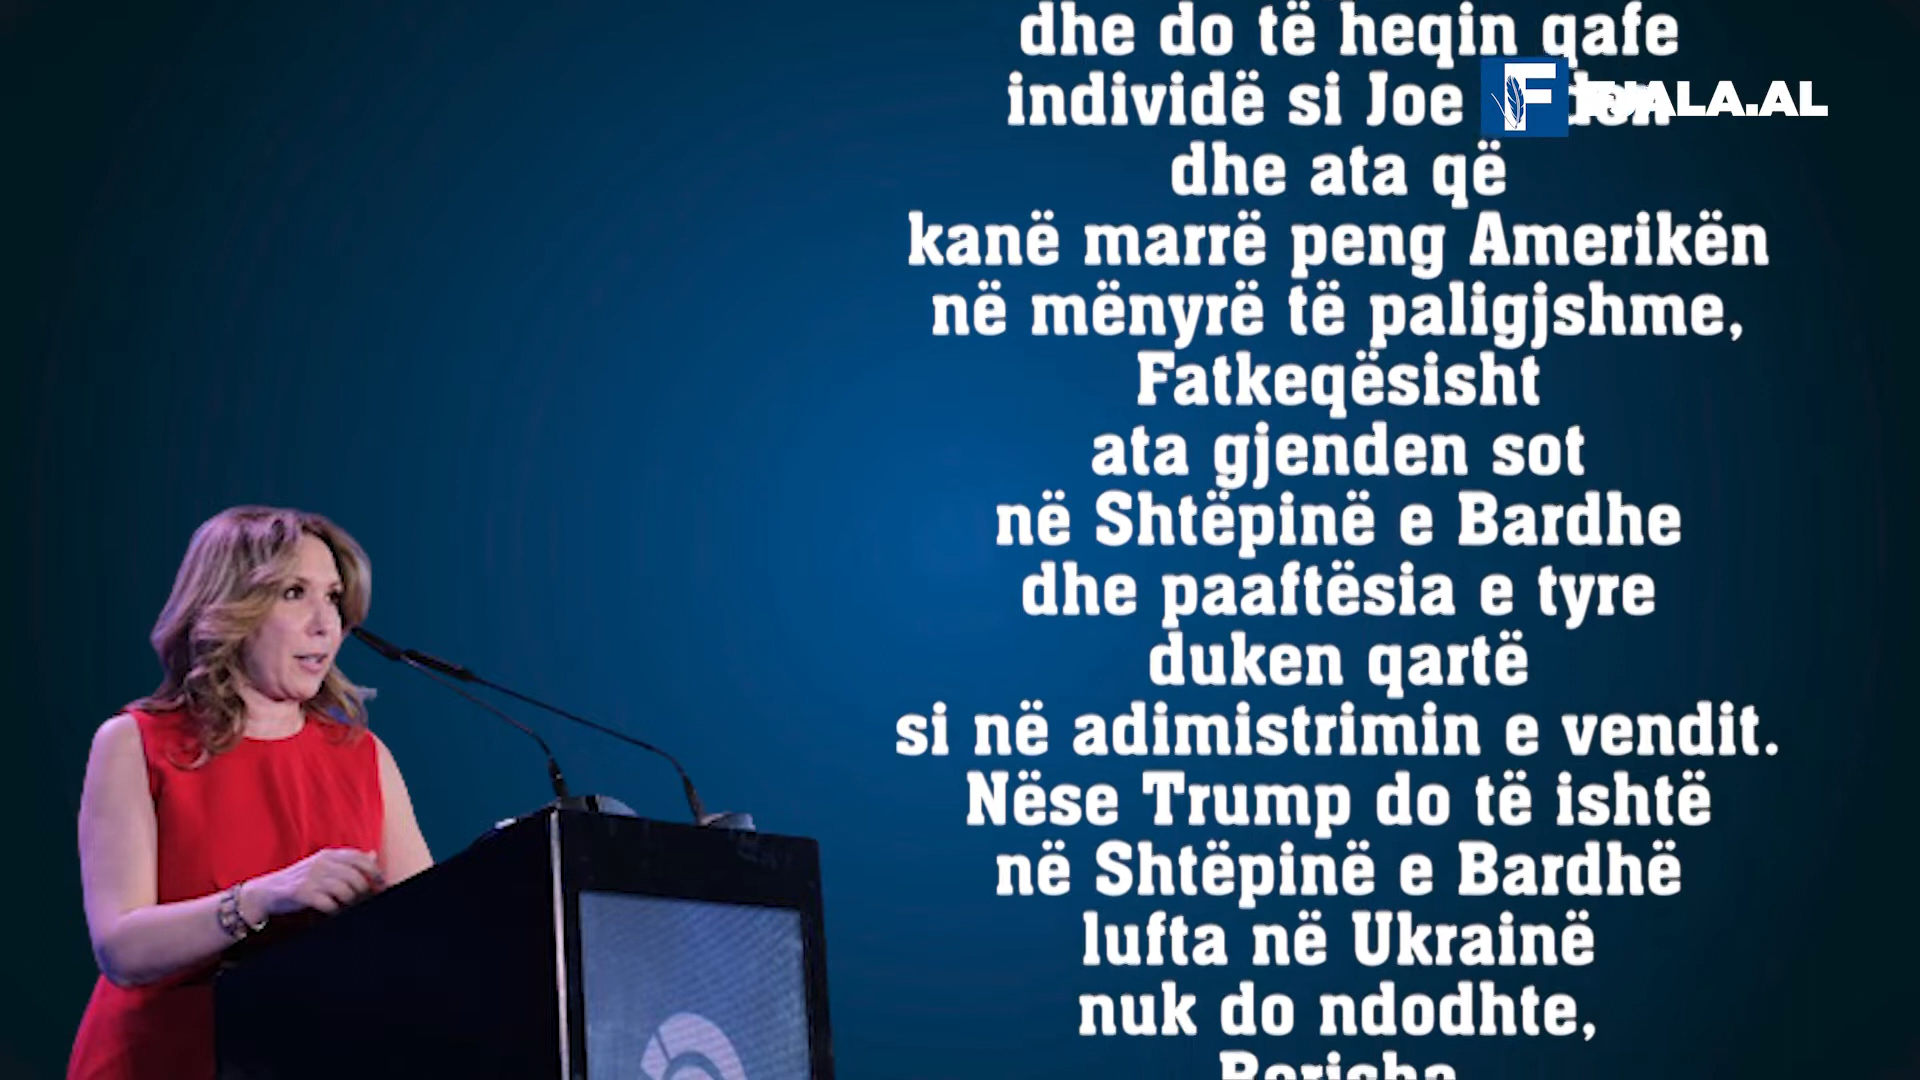 dhe do të heqin qafe
individë si Joe
FJALA.AL
dhe ata që
kanë marrë peng Amerikën
në mënyrë të paligjshme,
Fatkeqësisht
ata gjenden sot
në Shtëpinë e Bardhe
dhe paaftësia e tyre
duken qartë
si në adimistrimin e vendit.
Nëse Trump do të ishtë
në Shtëpinë e Bardhë
lufta në Ukrainë
nuk do ndodhte,